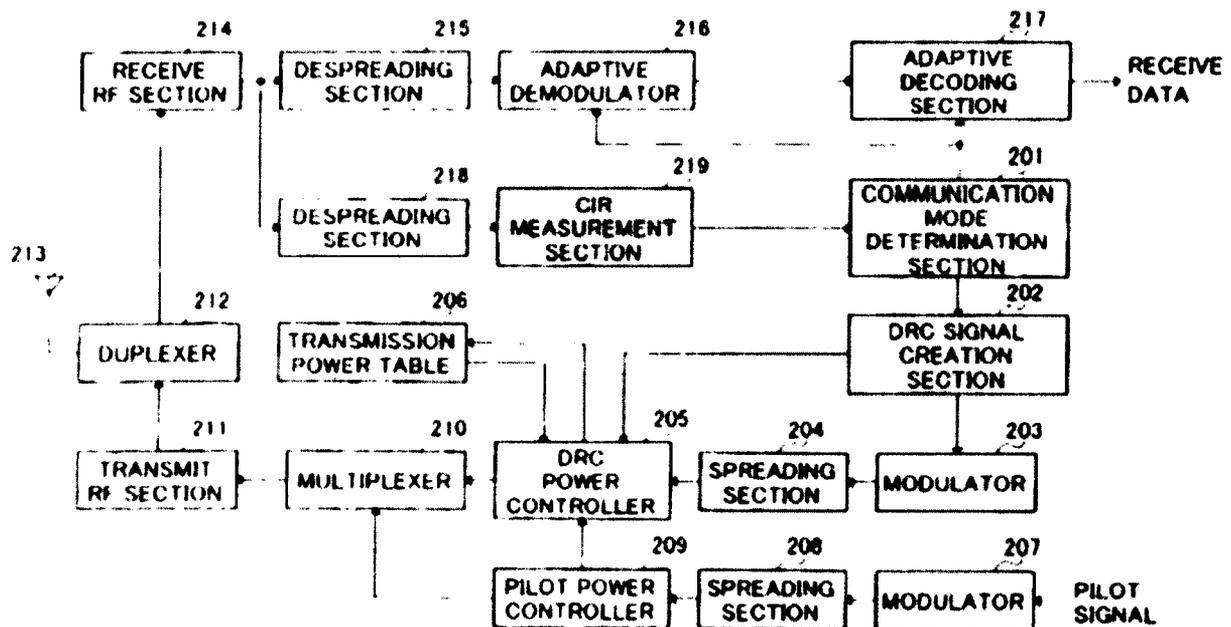 214
RECEIVE
RF SECTION
215
DESPREADING
SECTION
216
ADAPTIVE
DEMODULATOR
217
ADAPTIVE
DECODING
SECTION
RECEIVE
DATA
218
DESPREADING
SECTION
219
CIR
MEASUREMENT
SECTION
201
COMMUNICATION
MODE
DETERMINATION
SECTION
213
212
DUPLEXER
206
TRANSMISSION
POWER TABLE
202
DRC SIGNAL
CREATION
SECTION
211
TRANSMIT
RF SECTION
210
MULTIPLEXER
205
DRC
POWER
CONTROLLER
204
SPREADING
SECTION
203
MODULATOR
209
PILOT POWER
CONTROLLER
208
SPREADING
SECTION
207
MODULATOR
PILOT
SIGNAL